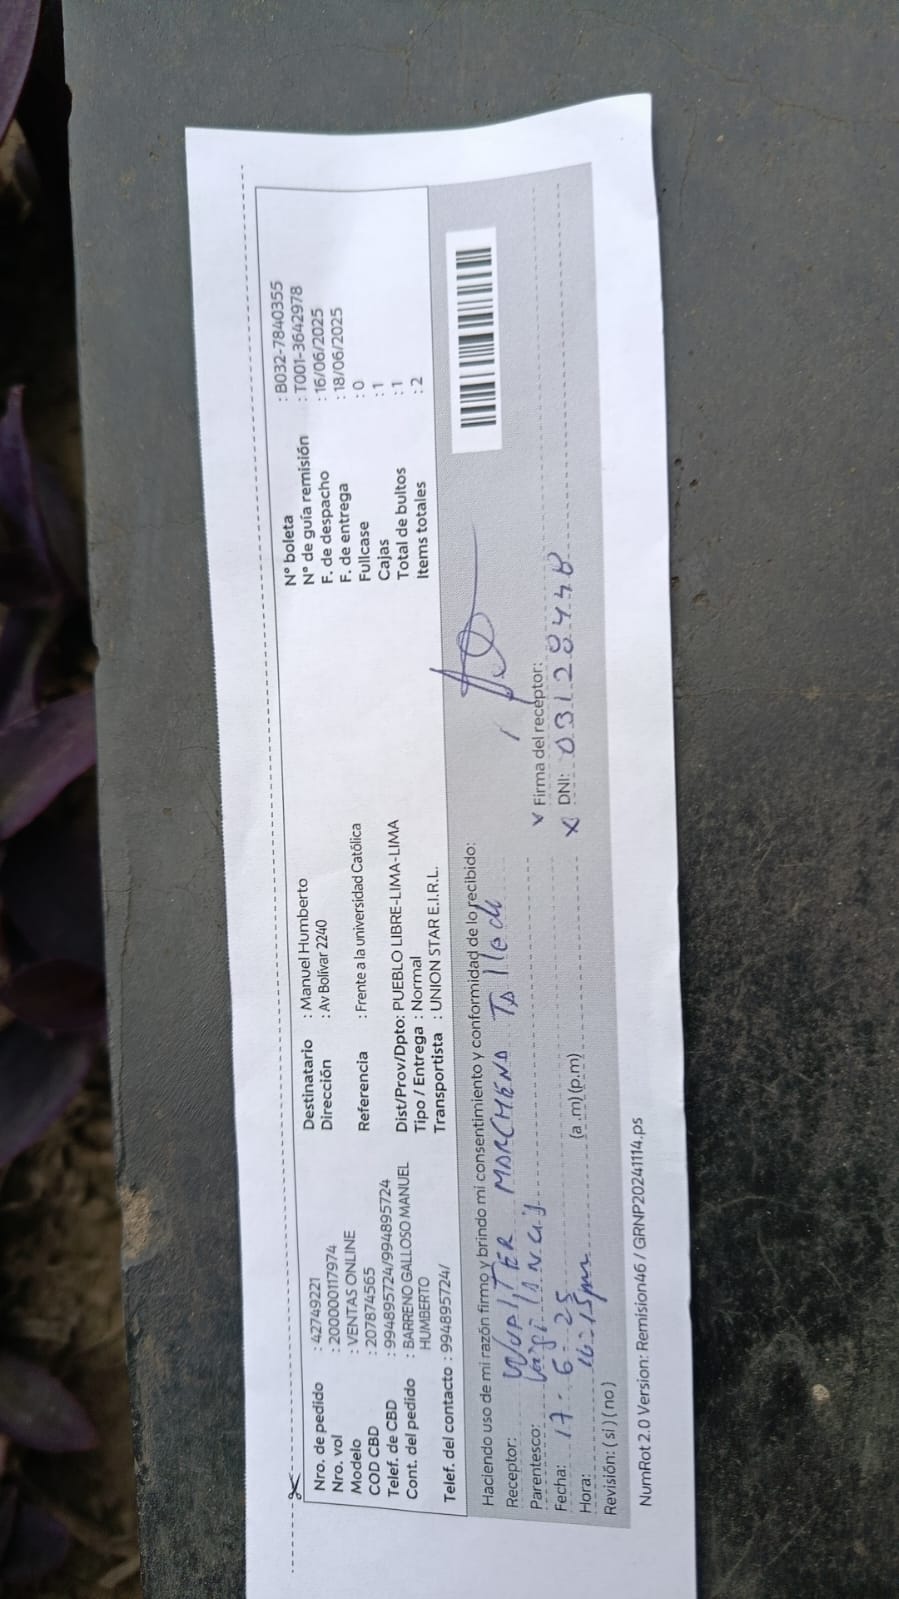 Nro. de pedido : 42749221
Nro. vol : 200000117974
Modelo : VENTAS ONLINE
COD CBD : 207874565
Telef. de CBD : 994895724/994895724
Cont. del pedido : BARRENO GALLOSO MANUEL
HUMBERTO
Telef. del contacto : 994895724/
Destinatario : Manuel Humberto
Dirección : Av Bolívar 2240
Referencia : Frente a la universidad Católica
Dist/Prov/Dpto: PUEBLO LIBRE-LIMA-LIMA
Tipo / Entrega : Normal
Transportista : UNION STAR E.I.R.L.
N° boleta : B032-7840355
N° de guía remisión : T001-3642978
F. de despacho : 16/06/2025
F. de entrega : 18/06/2025
Fullcase : 0
Cajas : 1
Total de bultos : 1
Items totales : 2
Haciendo uso de mi razón firmo y brindo mi consentimiento y conformidad de lo recibido:
Receptor: WALTER MARCHENA
Parentesco:
Fecha: 17-6-25
Hora: 16:15pm (a .m) (p.m)
Revisión: ( si ) ( no )
x Firma del receptor:
x DNI: 03128448
NumRot 2.0 Version: Remision46 / GRNP20241114.ps